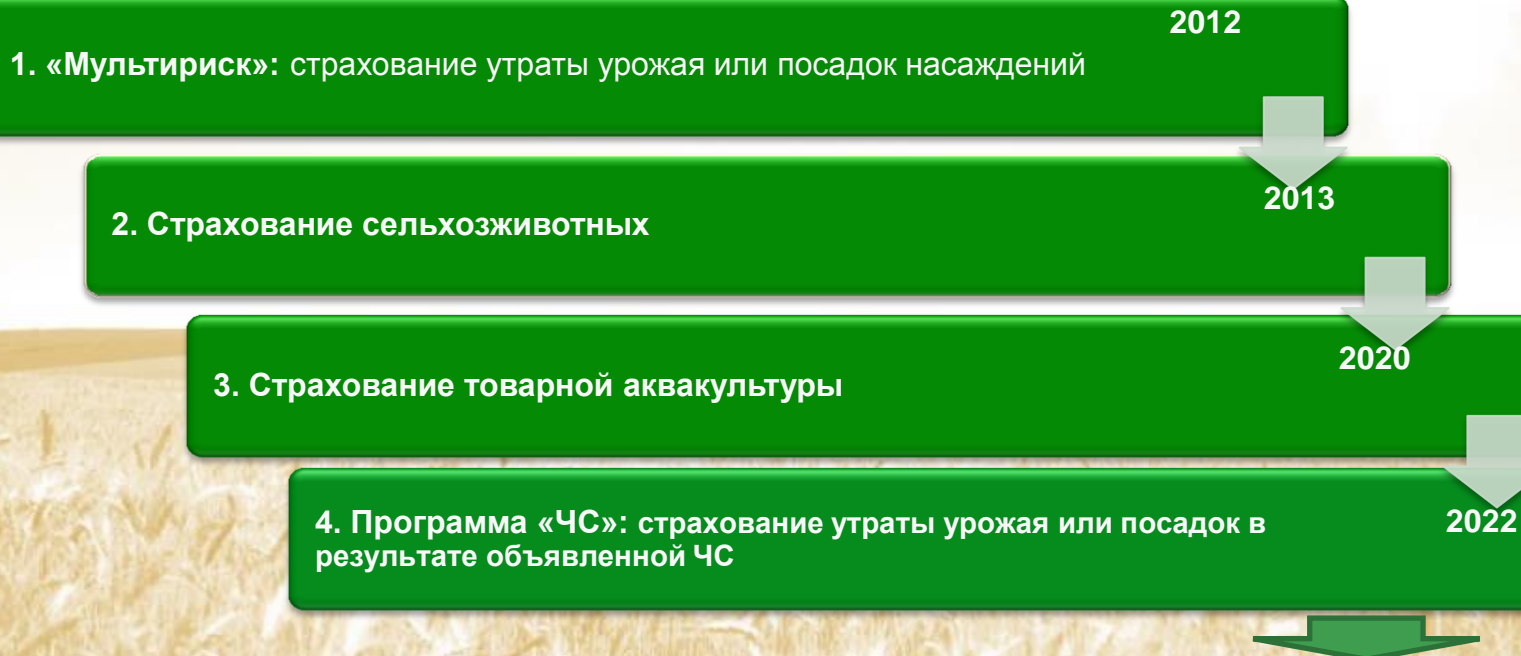 2012
1. «Мультириск»: страхование утраты урожая или посадок насаждений
2013
2. Страхование сельхозживотных
2020
3. Страхование товарной аквакультуры
4. Программа «ЧС»: страхование утраты урожая или посадок в
результате объявленной ЧС
2022